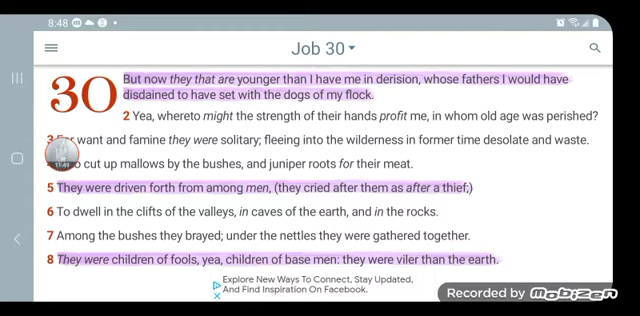 8:48
Job 30
30 But now they that are younger than I have me in derision, whose fathers I would have
disdained to have set with the dogs of my flock.
2 Yea, whereto might the strength of their hands profit me, in whom old age was perished?
3 For want and famine they were solitary; fleeing into the wilderness in former time desolate and waste.
cut up mallows by the bushes, and juniper roots for their meat.
11:49
5 They were driven forth from among men, (they cried after them as after a thief;)
6 To dwell in the clifts of the valleys, in caves of the earth, and in the rocks.
7 Among the bushes they brayed; under the nettles they were gathered together.
8 They were children of fools, yea, children of base men: they were viler than the earth.
Explore New Ways To Connect, Stay Updated,
And Find Inspiration On Facebook.
Recorded by Mobizen